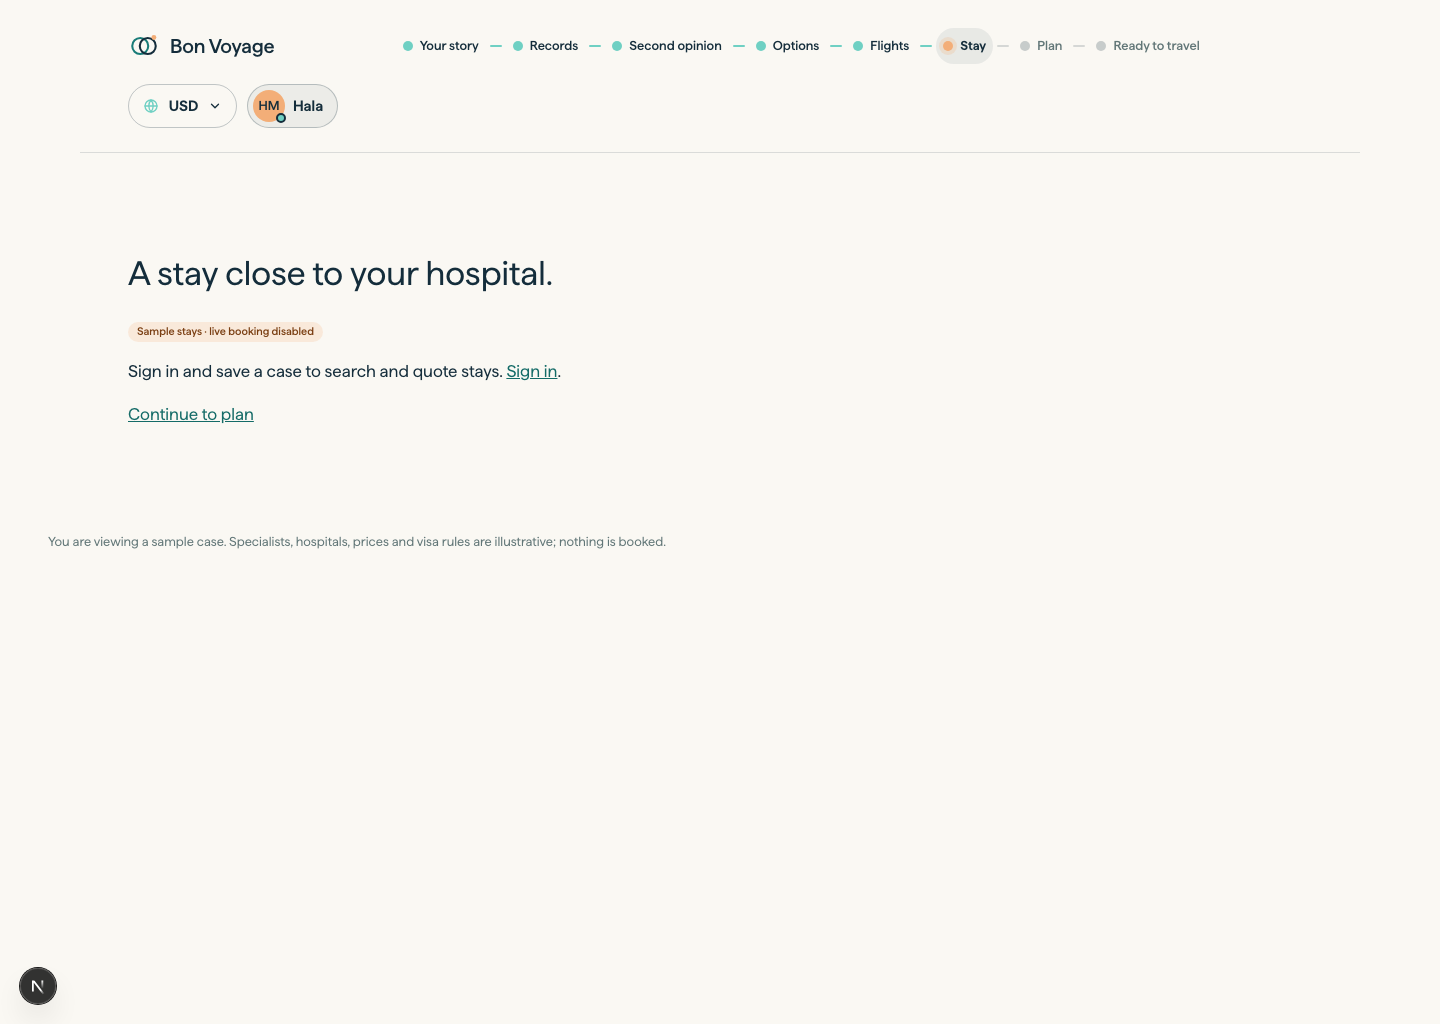 Bon Voyage
Your story
Records
Second opinion
Options
Flights
Stay
Plan
Ready to travel
USD
HM
Hala
A stay close to your hospital.
Sample stays · live booking disabled
Sign in and save a case to search and quote stays. Sign in.
Continue to plan
You are viewing a sample case. Specialists, hospitals, prices and visa rules are illustrative; nothing is booked.
N